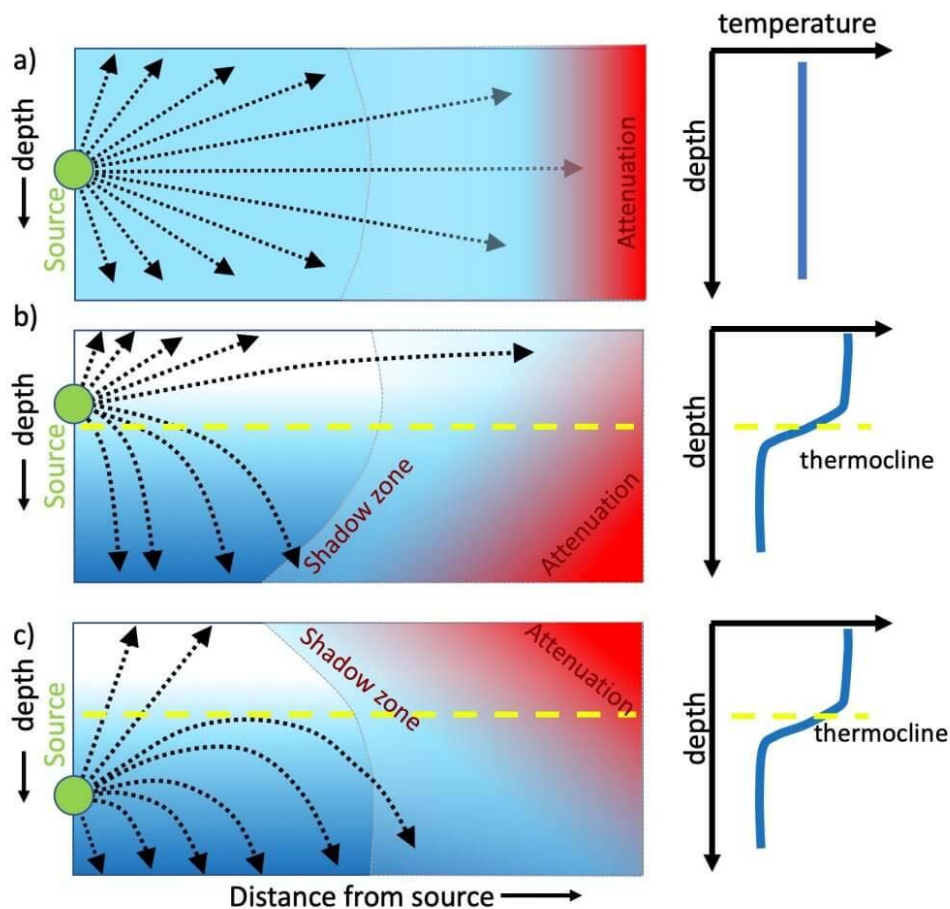 temperature
a)
depth
Source
Attenuation
depth
b)
depth
Source
Shadow zone
Attenuation
depth
thermocline
c)
depth
Source
Shadow zone
Attenuation
depth
thermocline
Distance from source